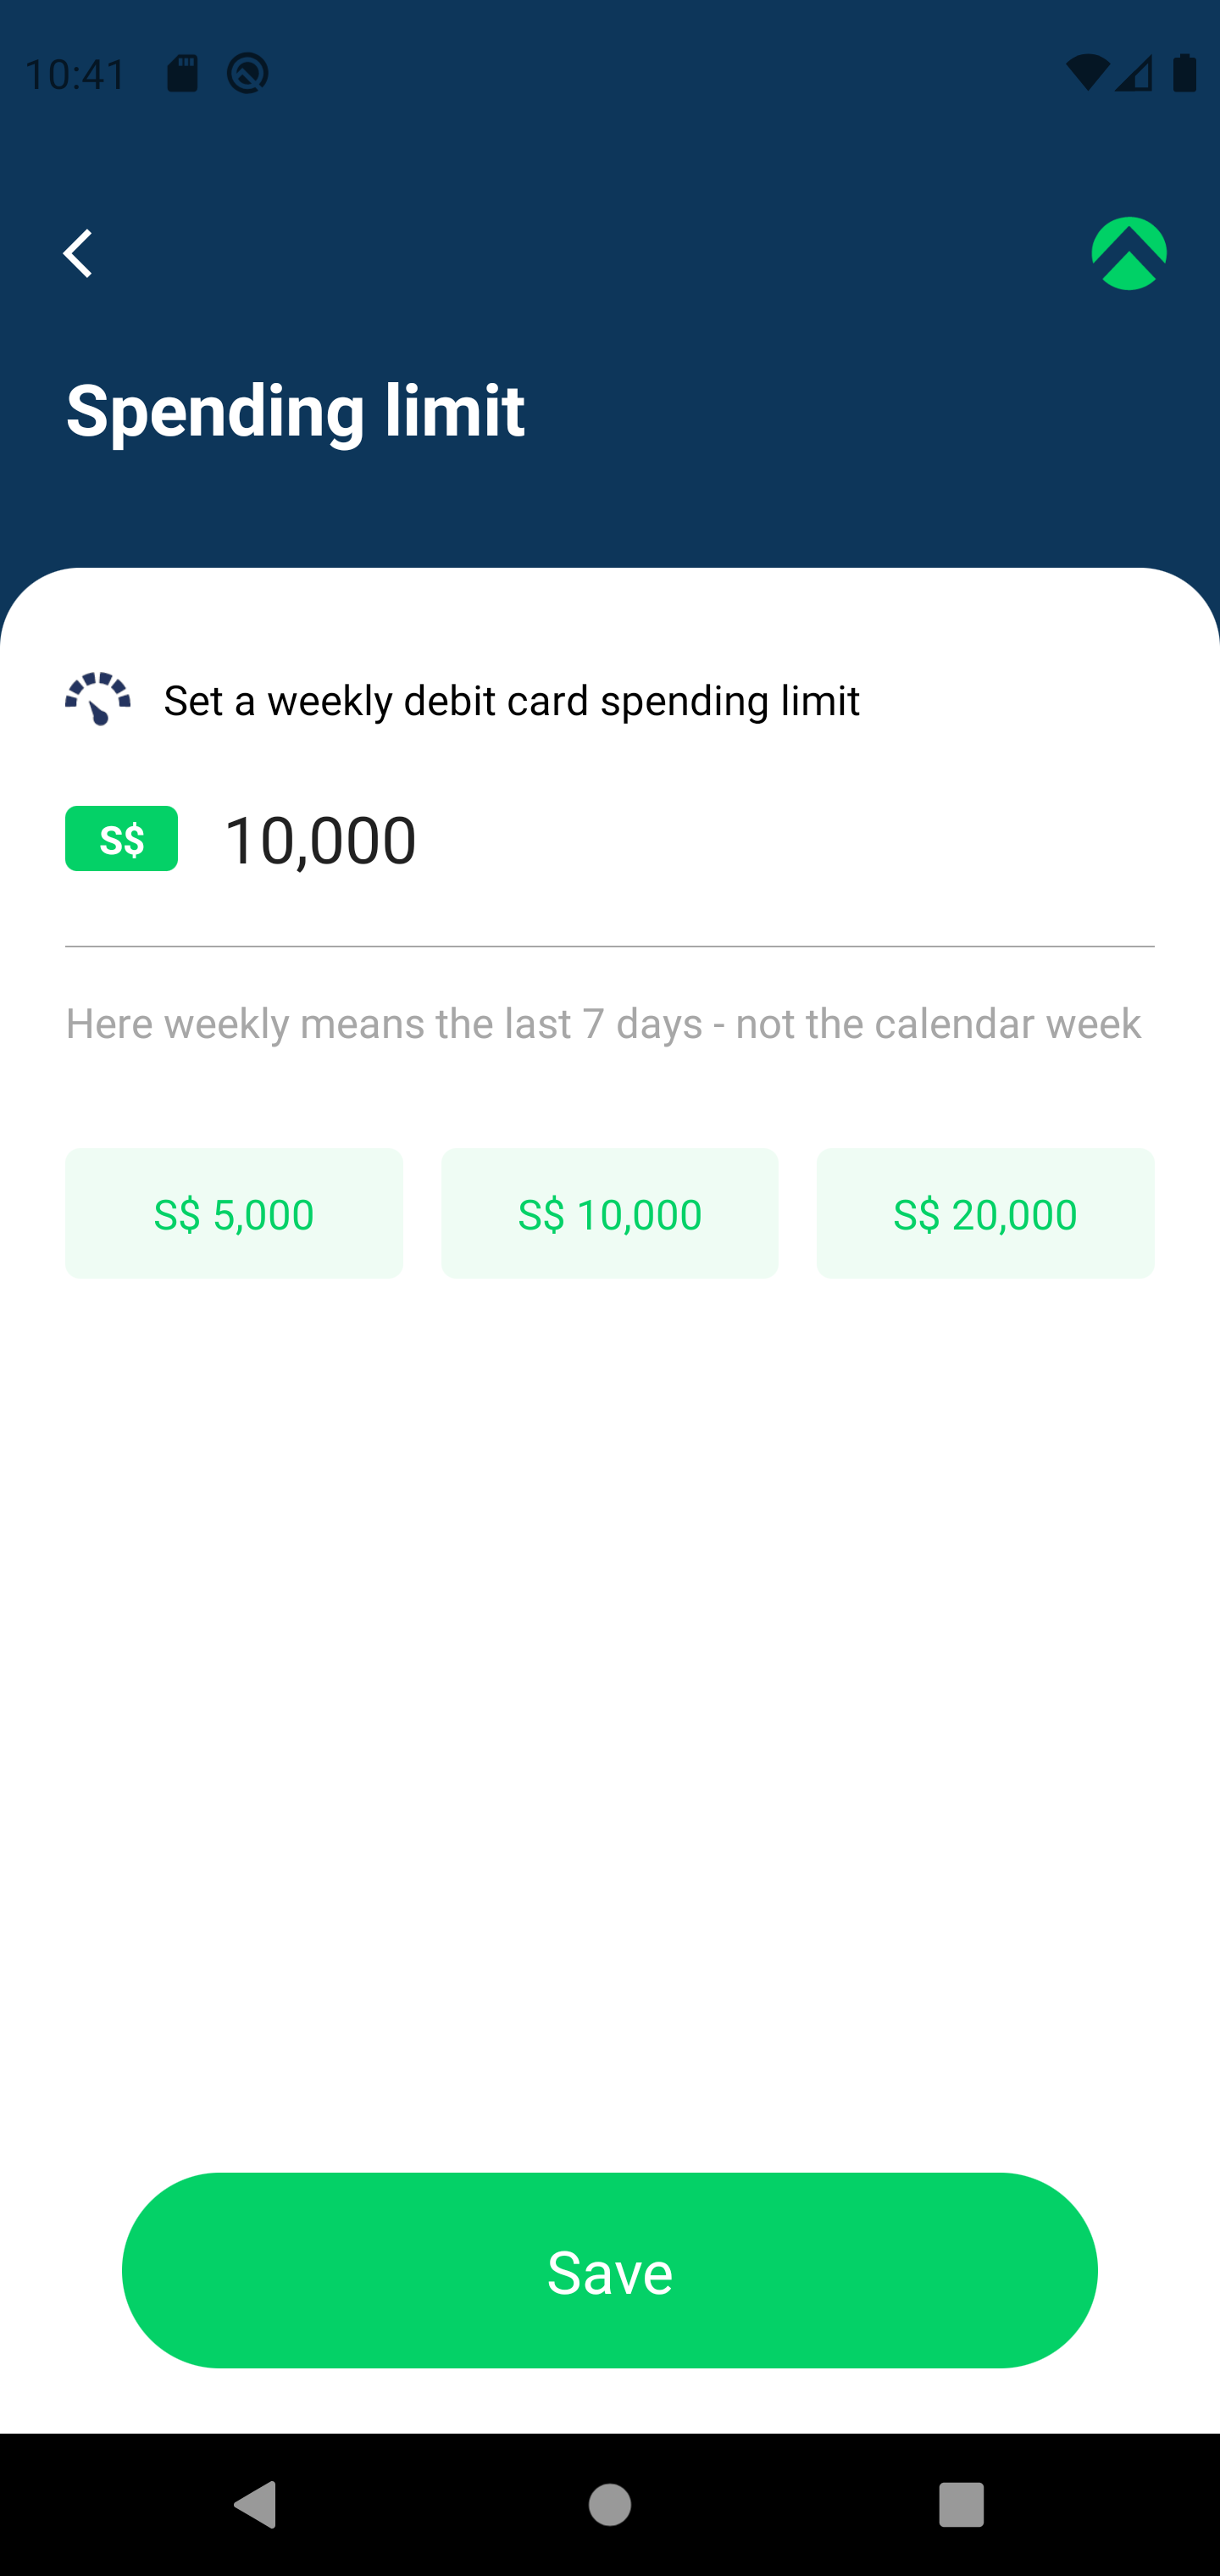 10:41
Spending limit
Set a weekly debit card spending limit
S$ 10,000
Here weekly means the last 7 days - not the calendar week
S$ 5,000 S$ 10,000 S$ 20,000
Save